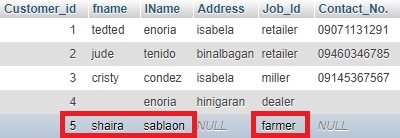 Customer_id fname lName Address Job_Id Contact_No.
1 tedted enoria isabela retailer 09071131291
2 jude tenido binalbagan retailer 09460346785
3 cristy condez isabela miller 09145367567
4 enoria hinigaran dealer
5 shaira sablaon NULL farmer NULL